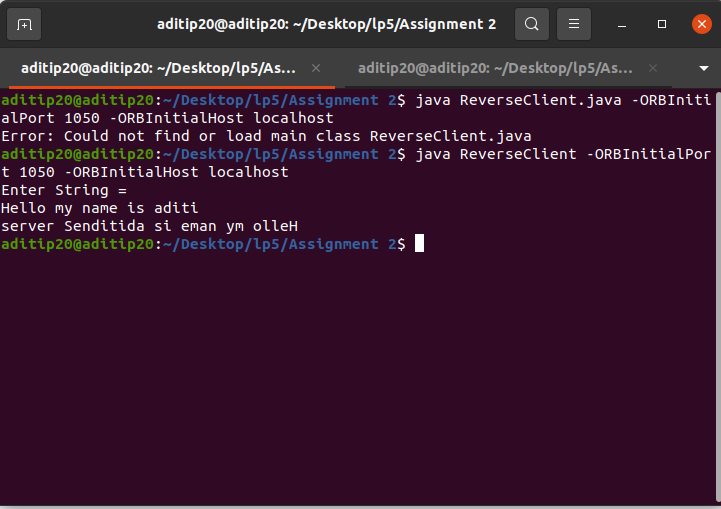 aditip20@aditip20: ~/Desktop/lp5/Assignment 2
aditip20@aditip20: ~/Desktop/lp5/As...
aditip20@aditip20: ~/Desktop/lp5/As...
aditip20@aditip20:~/Desktop/lp5/Assignment 2$ java ReverseClient.java -ORBIniti
alPort 1050 -ORBInitialHost localhost
Error: Could not find or load main class ReverseClient.java
aditip20@aditip20:~/Desktop/lp5/Assignment 2$ java ReverseClient -ORBInitialPor
t 1050 -ORBInitialHost localhost
Enter String =
Hello my name is aditi
server Senditida si eman ym olleH
aditip20@aditip20:~/Desktop/lp5/Assignment 2$